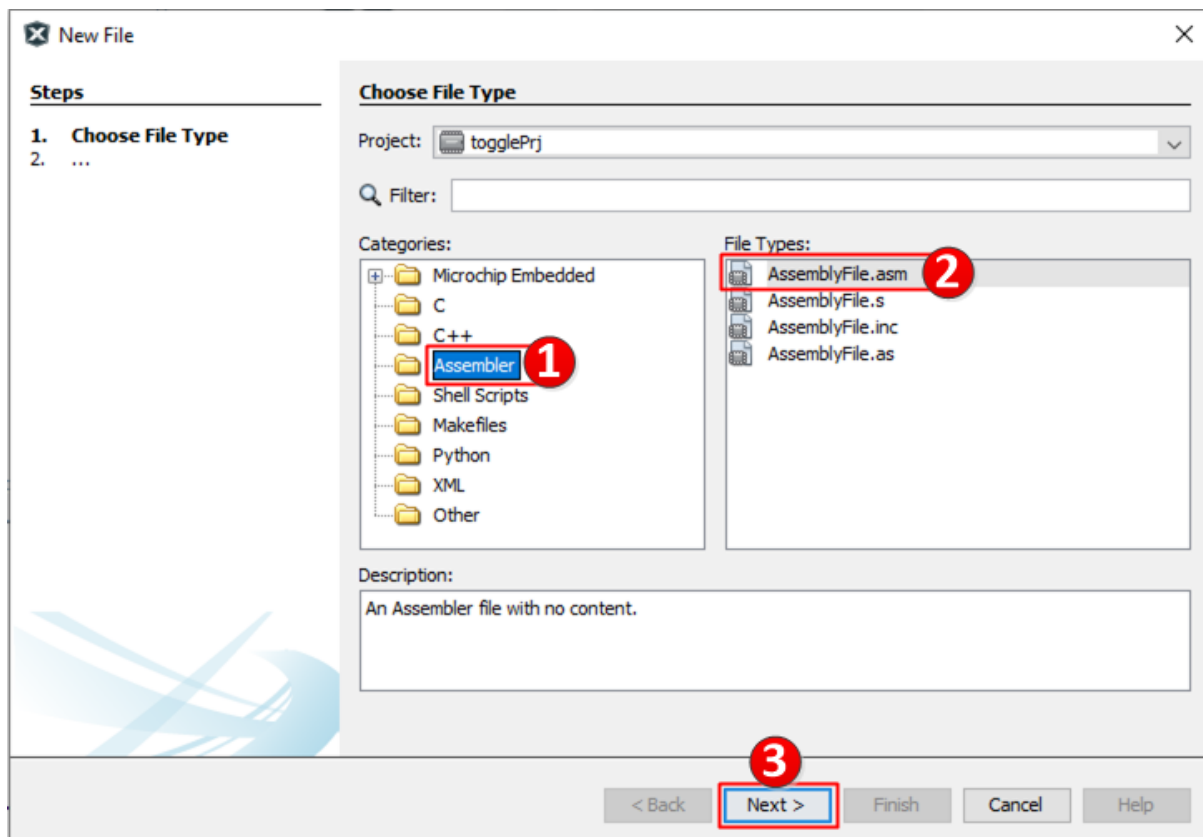 New File
Steps
1. Choose File Type
2. ...
Choose File Type
Project: togglePrj
Filter:
Categories:
Microchip Embedded
C
C++
Assembler
1
Shell Scripts
Makefiles
Python
XML
Other
File Types:
AssemblyFile.asm
2
AssemblyFile.s
AssemblyFile.inc
AssemblyFile.as
Description:
An Assembler file with no content.
3
< Back Next > Finish Cancel Help